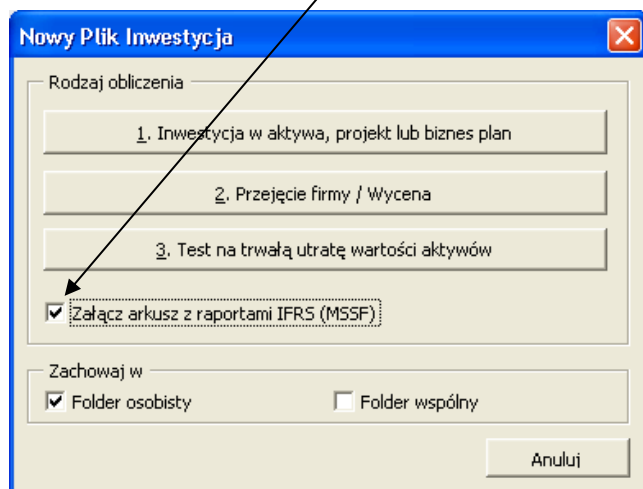 Nowy Plik Inwestycja
Rodzaj obliczenia
1. Inwestycja w aktywa, projekt lub biznes plan
2. Przejęcie firmy / Wycena
3. Test na trwałą utratę wartości aktywów
Załącz arkusz z raportami IFRS (MSSF)
Zachowaj w
Folder osobisty Folder wspólny
Anuluj